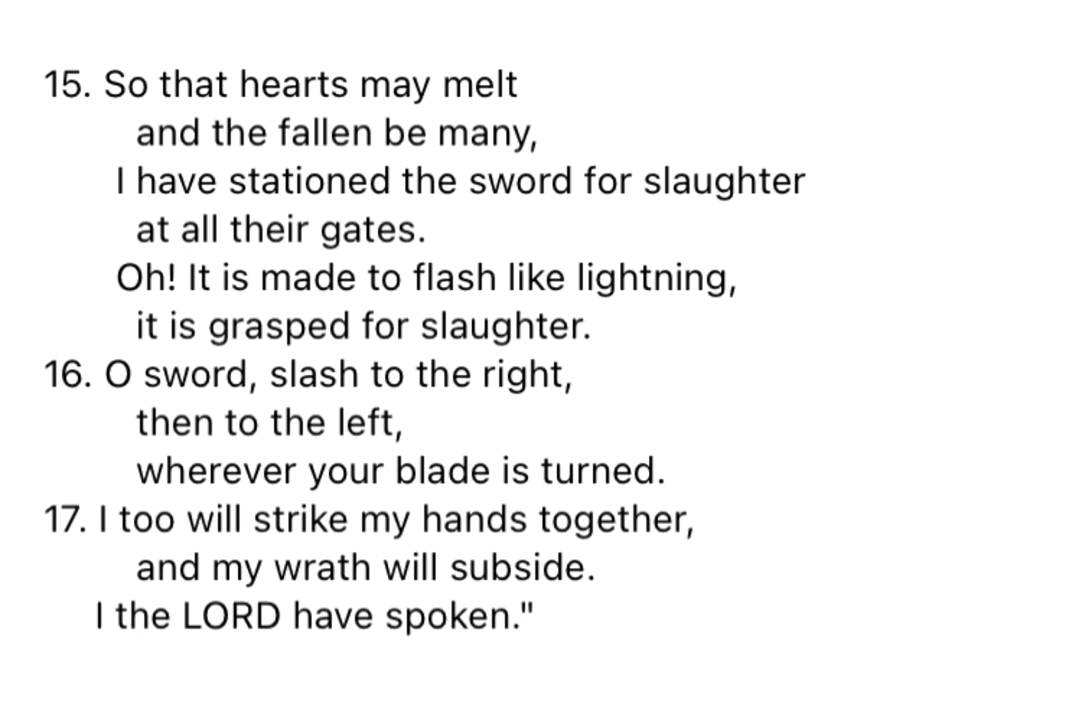 15. So that hearts may melt
and the fallen be many,
I have stationed the sword for slaughter
at all their gates.
Oh! It is made to flash like lightning,
it is grasped for slaughter.
16. O sword, slash to the right,
then to the left,
wherever your blade is turned.
17. I too will strike my hands together,
and my wrath will subside.
I the LORD have spoken."